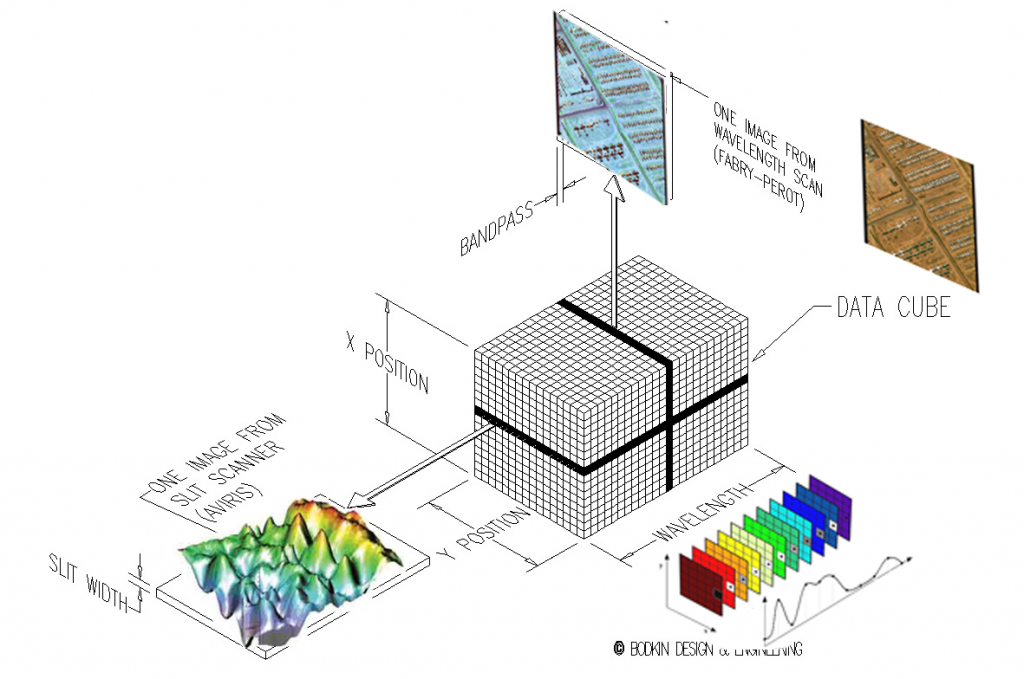 ONE IMAGE FROM
WAVELENGTH SCAN
(FABRY-PEROT)
BANDPASS
DATA CUBE
X POSITION
ONE IMAGE FROM
SLIT SCANNER
(AVIRIS)
Y POSITION
WAVELENGTH
SLIT WIDTH
y
x
© BODKIN DESIGN & ENGINEERING